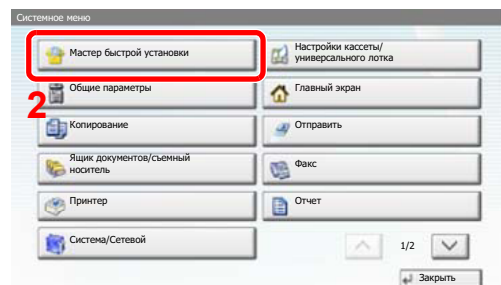 Системное меню
Мастер быстрой установки
Настройки кассеты/
универсального лотка
2
Общие параметры
Главный экран
Копирование
Отправить
Ящик документов/съемный
носитель
Факс
Принтер
Отчет
Система/Сетевой
1/2
Закрыть